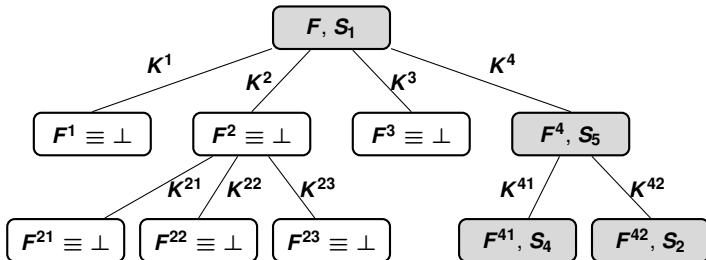 F, S₁
K¹ K² K³ K⁴
F¹ ≡ ⊥ F² ≡ ⊥ F³ ≡ ⊥ F⁴, S₅
K²¹ K²² K²³ K⁴¹ K⁴²
F²¹ ≡ ⊥ F²² ≡ ⊥ F²³ ≡ ⊥ F⁴¹, S₄ F⁴², S₂